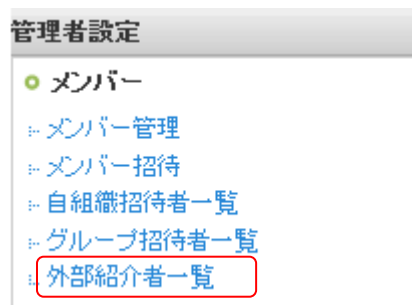 管理者設定
メンバー
メンバー管理
メンバー招待
自組織招待者一覧
グループ招待者一覧
外部紹介者一覧